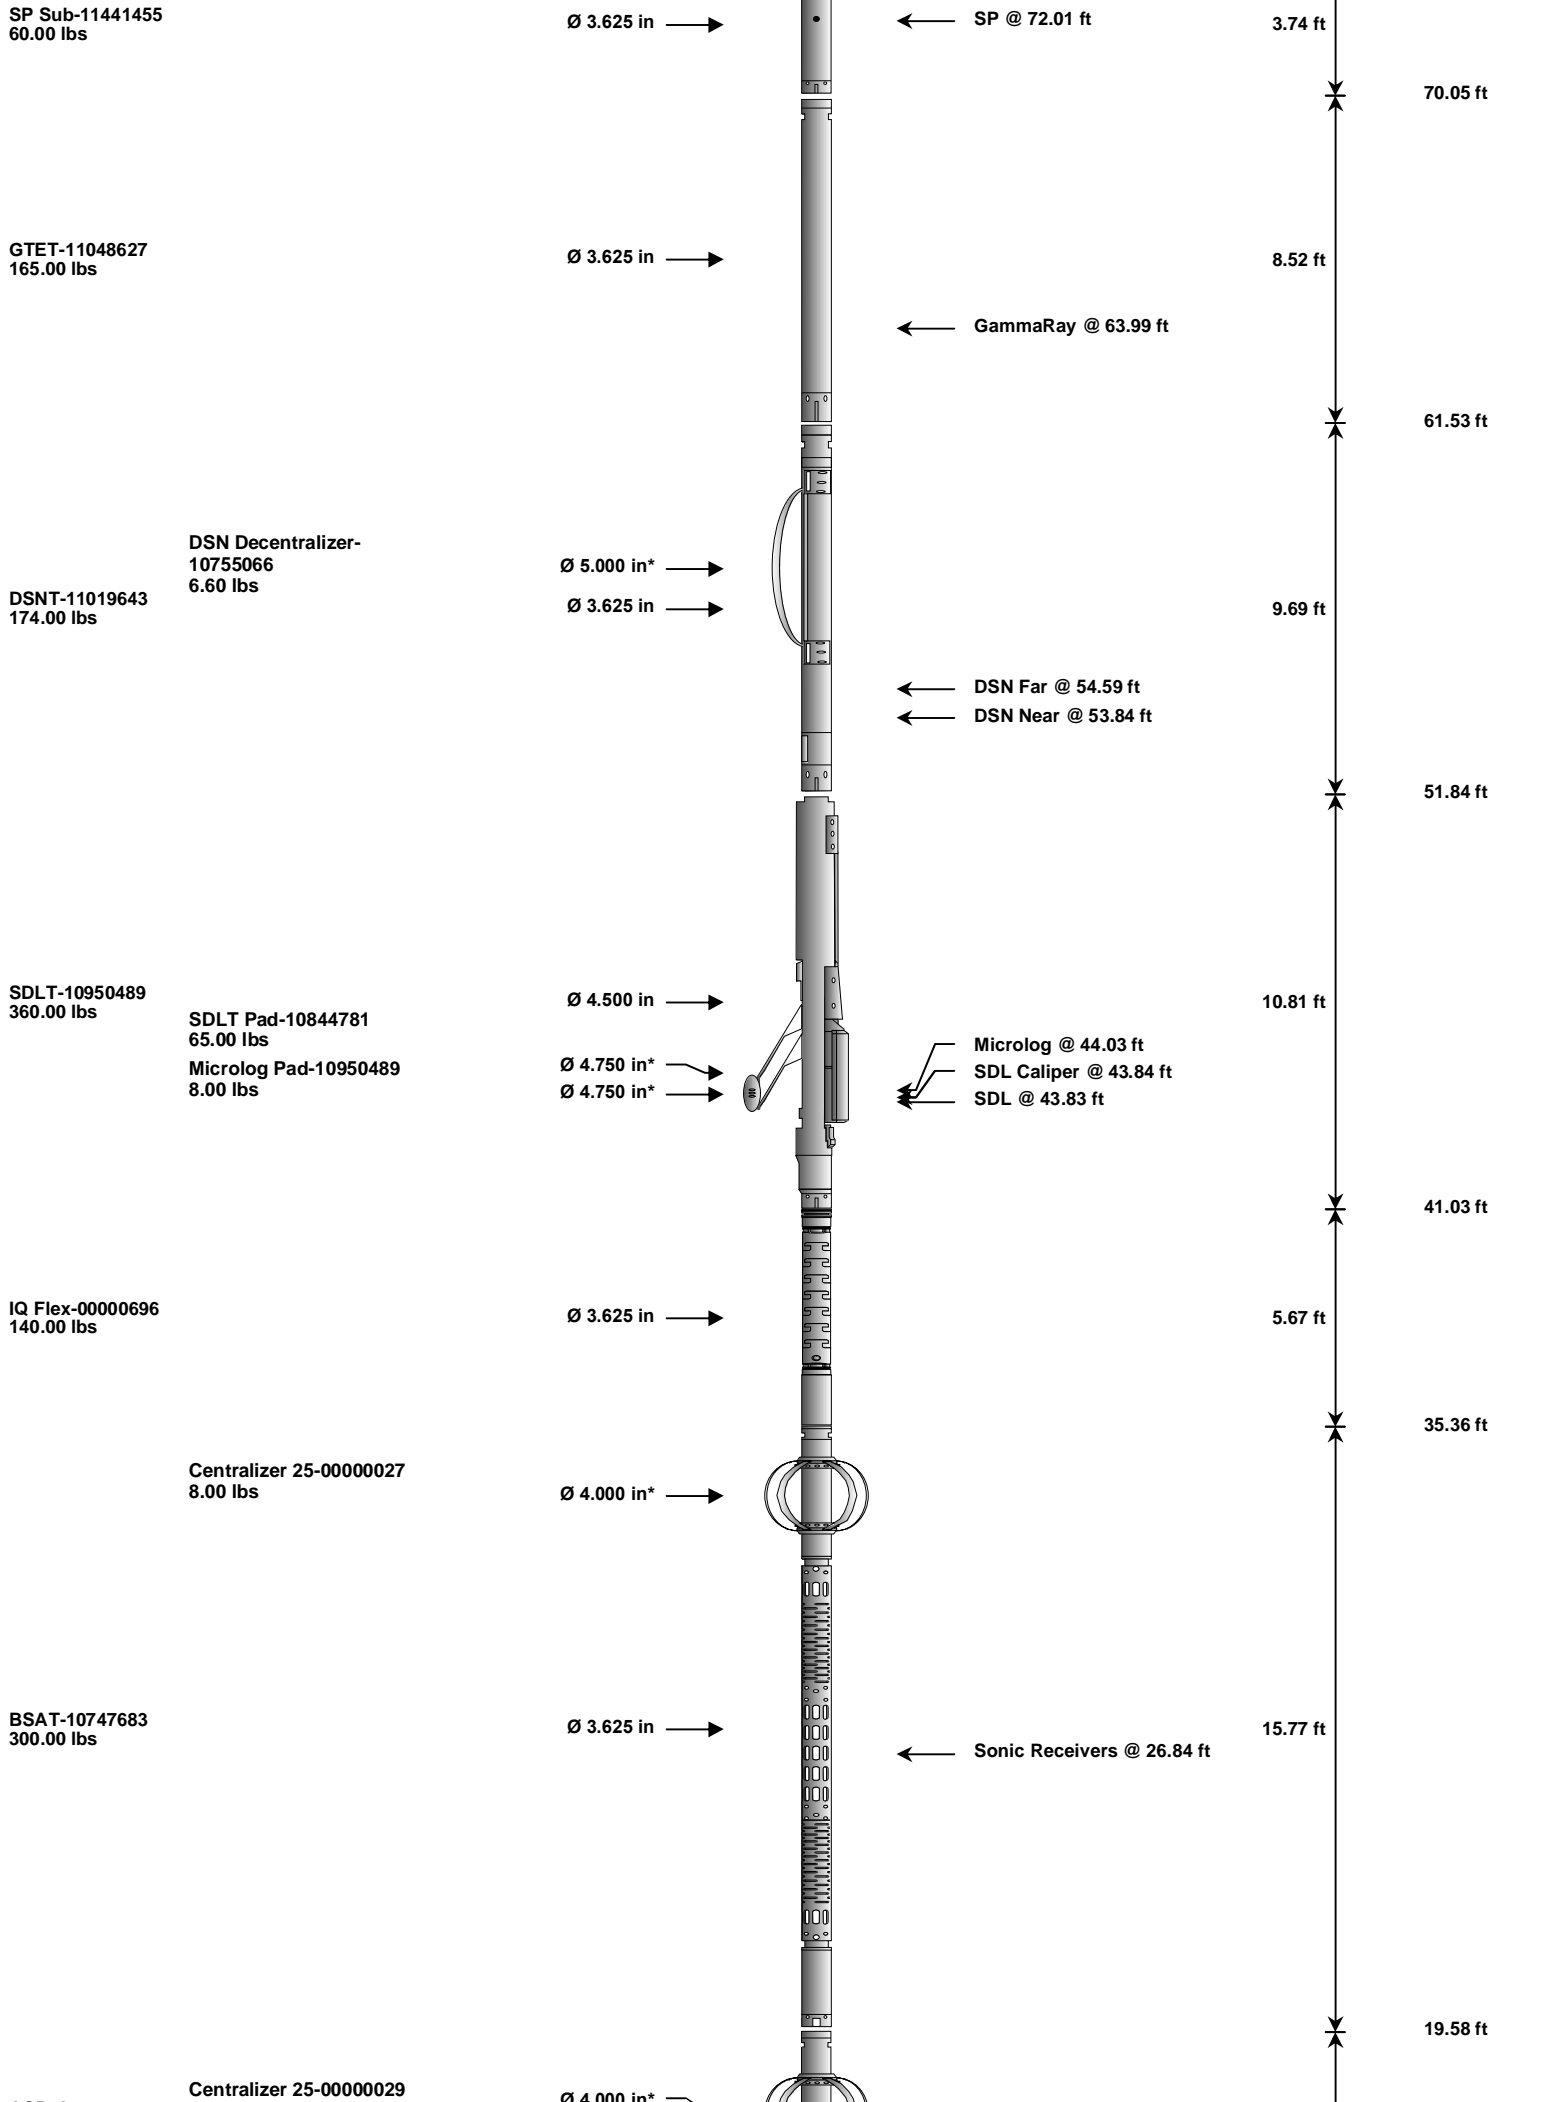 SP Sub-11441455
60.00 lbs
Ø 3.625 in
SP @ 72.01 ft
3.74 ft
70.05 ft
GTET-11048627
165.00 lbs
Ø 3.625 in
8.52 ft
GammaRay @ 63.99 ft
61.53 ft
DSN Decentralizer-
10755066
6.60 lbs
Ø 5.000 in*
DSNT-11019643
174.00 lbs
Ø 3.625 in
9.69 ft
DSN Far @ 54.59 ft
DSN Near @ 53.84 ft
51.84 ft
SDLT-10950489
360.00 lbs
Ø 4.500 in
10.81 ft
SDLT Pad-10844781
65.00 lbs
Microlog Pad-10950489
8.00 lbs
Ø 4.750 in*
Ø 4.750 in*
Microlog @ 44.03 ft
SDL Caliper @ 43.84 ft
SDL @ 43.83 ft
41.03 ft
IQ Flex-00000696
140.00 lbs
Ø 3.625 in
5.67 ft
35.36 ft
Centralizer 25-00000027
8.00 lbs
Ø 4.000 in*
BSAT-10747683
300.00 lbs
Ø 3.625 in
15.77 ft
Sonic Receivers @ 26.84 ft
19.58 ft
Centralizer 25-00000029
Ø 4.000 in*